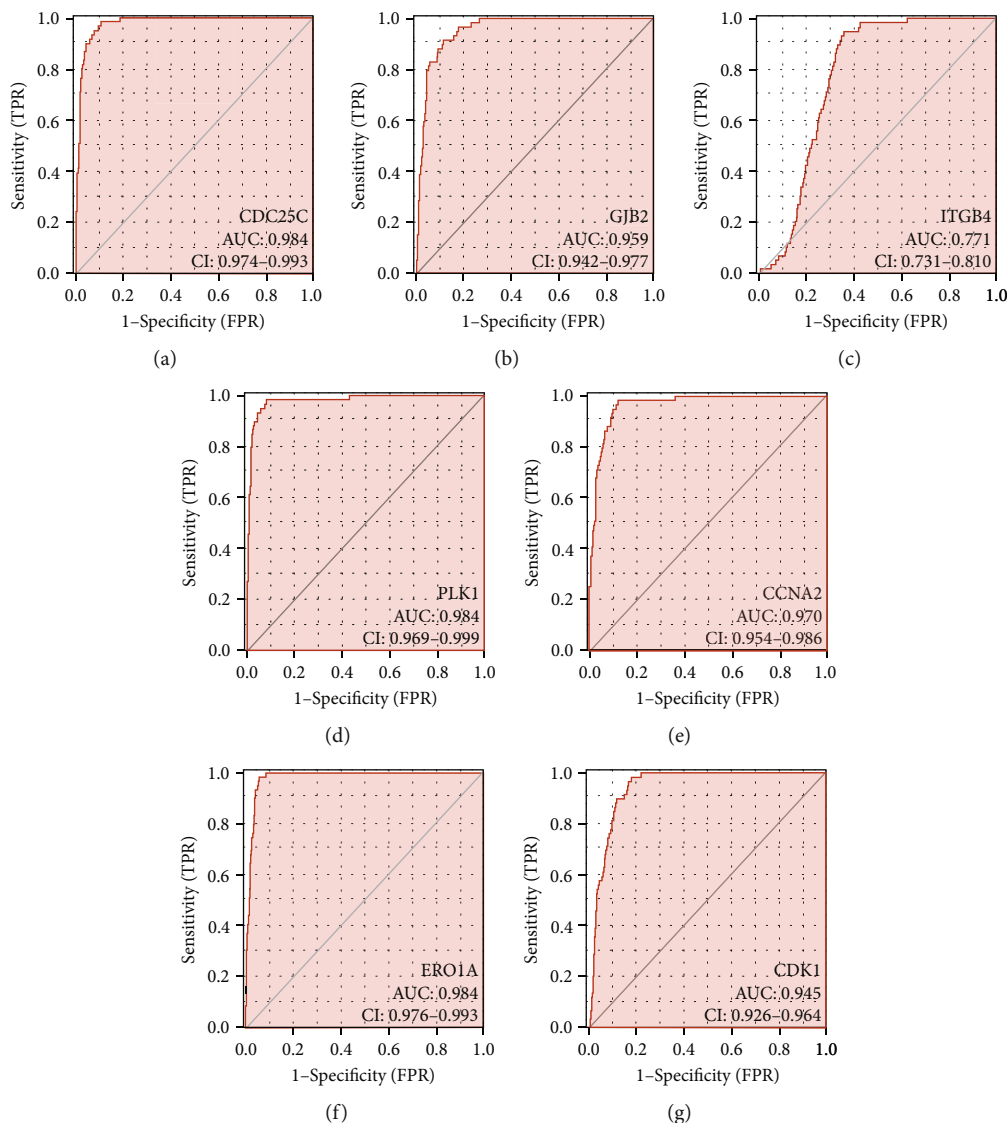 1.0
0.8
0.6
0.4
0.2
0.0
Sensitivity (TPR)
CDC25C
AUC: 0.984
CI: 0.974–0.993
0.0 0.2 0.4 0.6 0.8 1.0
1–Specificity (FPR)
(a)
1.0
0.8
0.6
0.4
0.2
0.0
Sensitivity (TPR)
GJB2
AUC: 0.959
CI: 0.942–0.977
0.0 0.2 0.4 0.6 0.8 1.0
1–Specificity (FPR)
(b)
1.0
0.8
0.6
0.4
0.2
0.0
Sensitivity (TPR)
ITGB4
AUC: 0.771
CI: 0.731–0.810
0.0 0.2 0.4 0.6 0.8 1.0
1–Specificity (FPR)
(c)
1.0
0.8
0.6
0.4
0.2
0.0
Sensitivity (TPR)
PLK1
AUC: 0.984
CI: 0.969–0.999
0.0 0.2 0.4 0.6 0.8 1.0
1–Specificity (FPR)
(d)
1.0
0.8
0.6
0.4
0.2
0.0
Sensitivity (TPR)
CCNA2
AUC: 0.970
CI: 0.954–0.986
0.0 0.2 0.4 0.6 0.8 1.0
1–Specificity (FPR)
(e)
1.0
0.8
0.6
0.4
0.2
0.0
Sensitivity (TPR)
ERO1A
AUC: 0.984
CI: 0.976–0.993
0.0 0.2 0.4 0.6 0.8 1.0
1–Specificity (FPR)
(f)
1.0
0.8
0.6
0.4
0.2
0.0
Sensitivity (TPR)
CDK1
AUC: 0.945
CI: 0.926–0.964
0.0 0.2 0.4 0.6 0.8 1.0
1–Specificity (FPR)
(g)